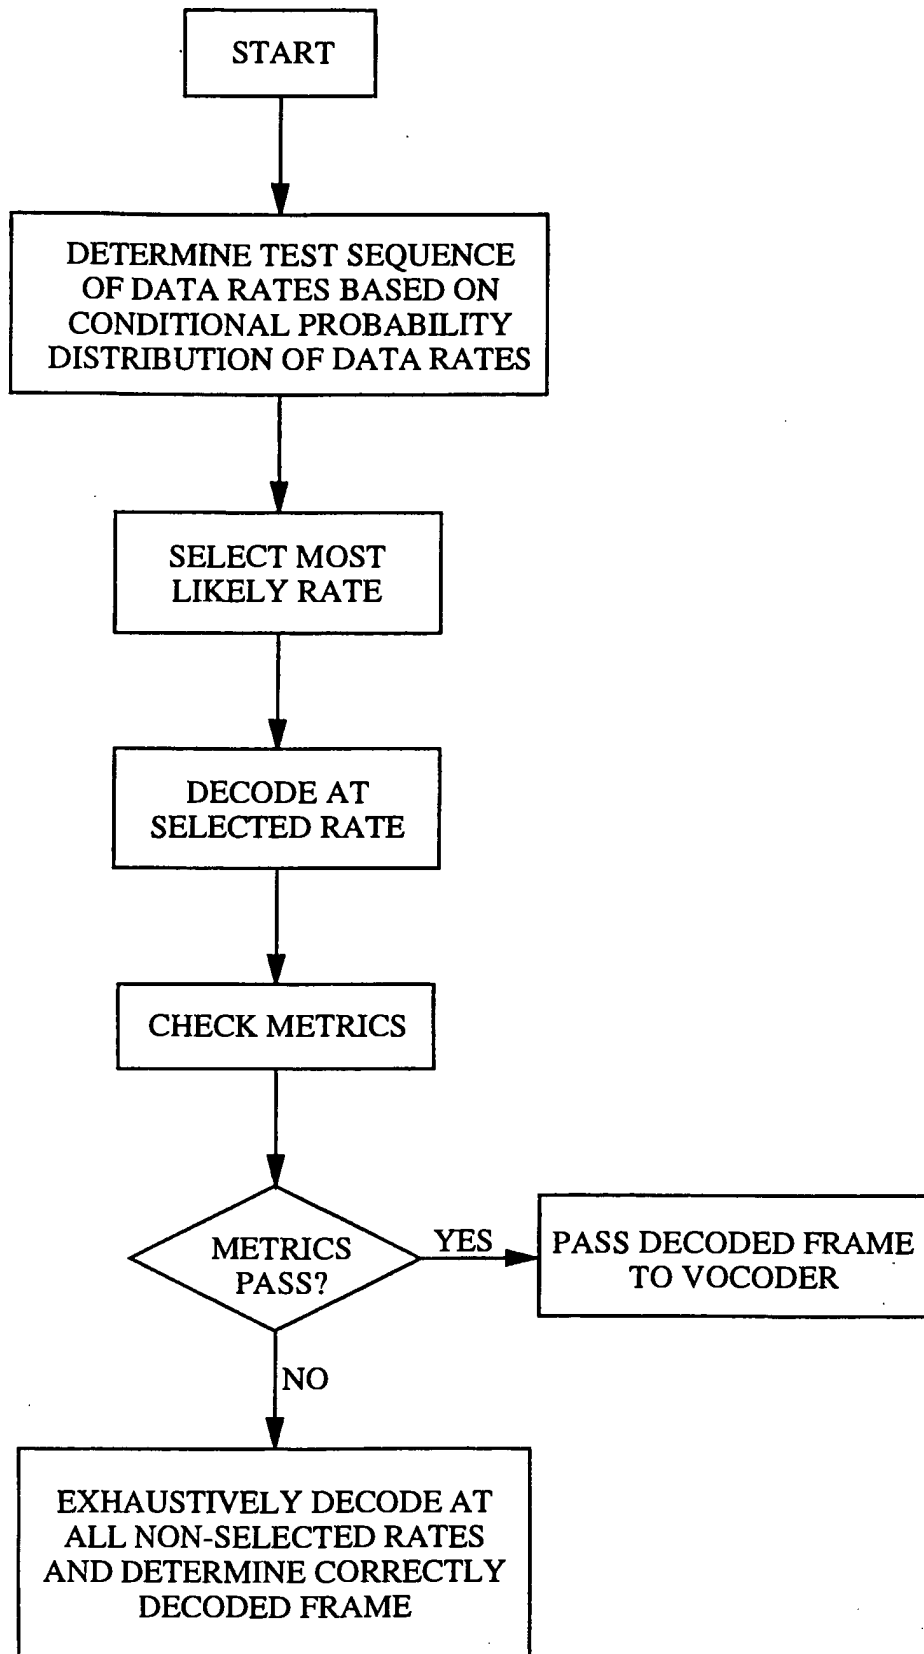 START
DETERMINE TEST SEQUENCE
OF DATA RATES BASED ON
CONDITIONAL PROBABILITY
DISTRIBUTION OF DATA RATES
SELECT MOST
LIKELY RATE
DECODE AT
SELECTED RATE
CHECK METRICS
METRICS
PASS?
YES
PASS DECODED FRAME
TO VOCODER
NO
EXHAUSTIVELY DECODE AT
ALL NON-SELECTED RATES
AND DETERMINE CORRECTLY
DECODED FRAME